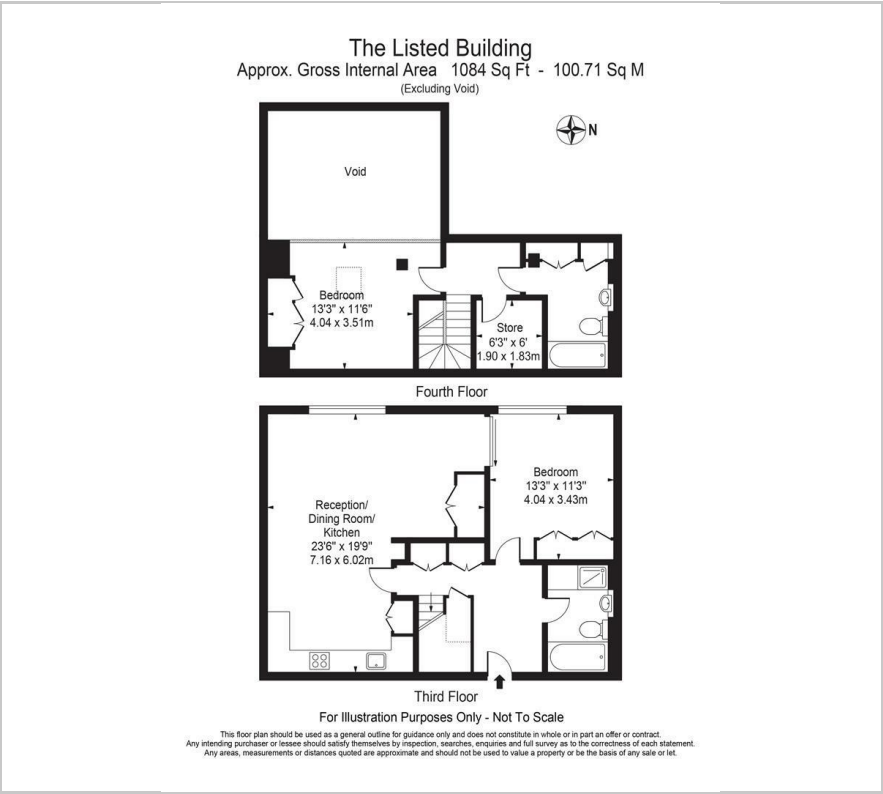 The Listed Building
Approx. Gross Internal Area 1084 Sq Ft - 100.71 Sq M
(Excluding Void)
N
Void
Bedroom
13'3" x 11'6"
4.04 x 3.51m
Store
6'3" x 6'
1.90 x 1.83m
Fourth Floor
Bedroom
13'3" x 11'3"
4.04 x 3.43m
Reception/
Dining Room/
Kitchen
23'6" x 19'9"
7.16 x 6.02m
Third Floor
For Illustration Purposes Only - Not To Scale
This floor plan should be used as a general outline for guidance only and does not constitute in whole or in part an offer or contract.
Any intending purchaser or lessee should satisfy themselves by inspection, searches, enquiries and full survey as to the correctness of each statement.
Any areas, measurements or distances quoted are approximate and should not be used to value a property or be the basis of any sale or let.